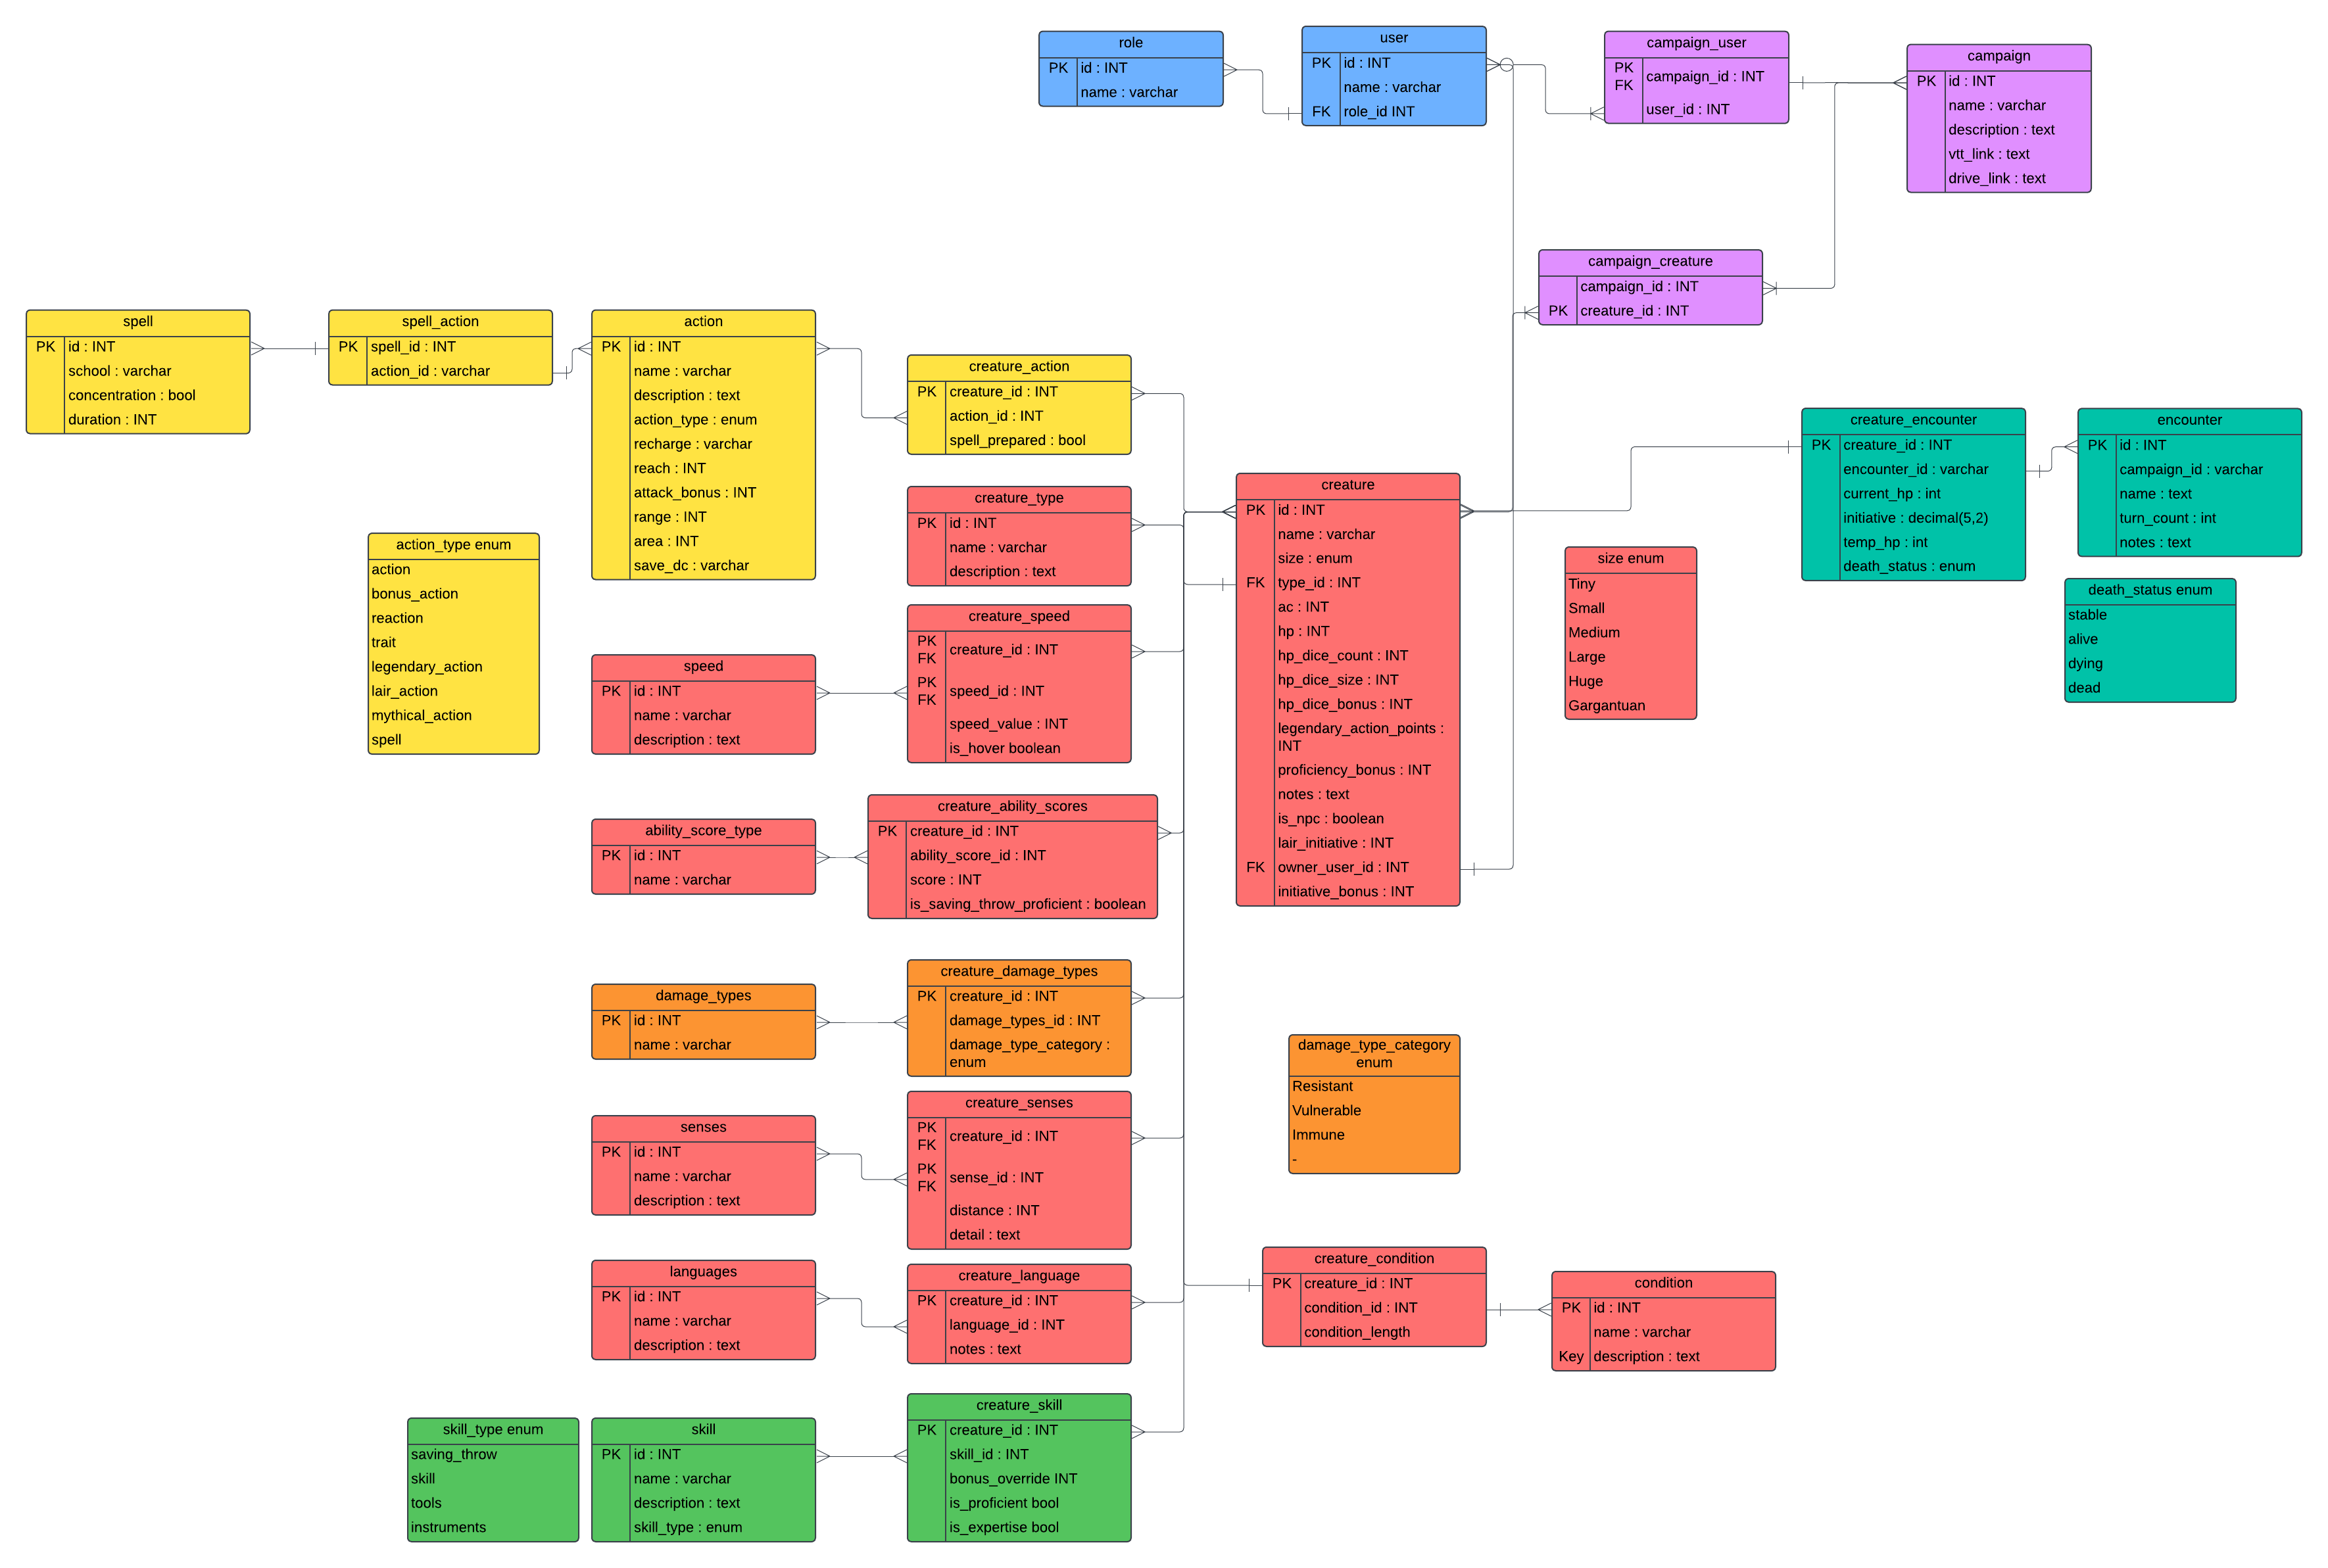 role
PK id : INT
name : varchar
user
PK id : INT
name : varchar
FK role_id INT
campaign_user
PK
FK
campaign_id : INT
user_id : INT
campaign
PK id : INT
name : varchar
description : text
vtt_link : text
drive_link : text
campaign_creature
campaign_id : INT
PK creature_id : INT
spell
PK id : INT
school : varchar
concentration : bool
duration : INT
spell_action
PK spell_id : INT
action_id : varchar
action
PK id : INT
name : varchar
description : text
action_type : enum
recharge : varchar
reach : INT
attack_bonus : INT
range : INT
area : INT
save_dc : varchar
creature_action
PK creature_id : INT
action_id : INT
spell_prepared : bool
creature_encounter
PK creature_id : INT
encounter_id : varchar
current_hp : int
initiative : decimal(5,2)
temp_hp : int
death_status : enum
encounter
PK id : INT
campaign_id : varchar
name : text
turn_count : int
notes : text
creature_type
PK id : INT
name : varchar
description : text
creature
PK id : INT
name : varchar
size : enum
FK type_id : INT
ac : INT
hp : INT
hp_dice_count : INT
hp_dice_size : INT
hp_dice_bonus : INT
legendary_action_points :
INT
proficiency_bonus : INT
notes : text
is_npc : boolean
lair_initiative : INT
FK owner_user_id : INT
initiative_bonus : INT
action_type enum
action
bonus_action
reaction
trait
legendary_action
lair_action
mythical_action
spell
size enum
Tiny
Small
Medium
Large
Huge
Gargantuan
death_status enum
stable
alive
dying
dead
speed
PK id : INT
name : varchar
description : text
creature_speed
PK
FK
creature_id : INT
PK
FK
speed_id : INT
speed_value : INT
is_hover boolean
ability_score_type
PK id : INT
name : varchar
creature_ability_scores
PK creature_id : INT
ability_score_id : INT
score : INT
is_saving_throw_proficient : boolean
damage_types
PK id : INT
name : varchar
creature_damage_types
PK creature_id : INT
damage_types_id : INT
damage_type_category :
enum
damage_type_category
enum
Resistant
Vulnerable
Immune
-
senses
PK id : INT
name : varchar
description : text
creature_senses
PK
FK
creature_id : INT
PK
FK
sense_id : INT
distance : INT
detail : text
languages
PK id : INT
name : varchar
description : text
creature_language
PK creature_id : INT
language_id : INT
notes : text
creature_condition
PK creature_id : INT
condition_id : INT
condition_length
condition
PK id : INT
name : varchar
Key description : text
skill_type enum
saving_throw
skill
tools
instruments
skill
PK id : INT
name : varchar
description : text
skill_type : enum
creature_skill
PK creature_id : INT
skill_id : INT
bonus_override INT
is_proficient bool
is_expertise bool